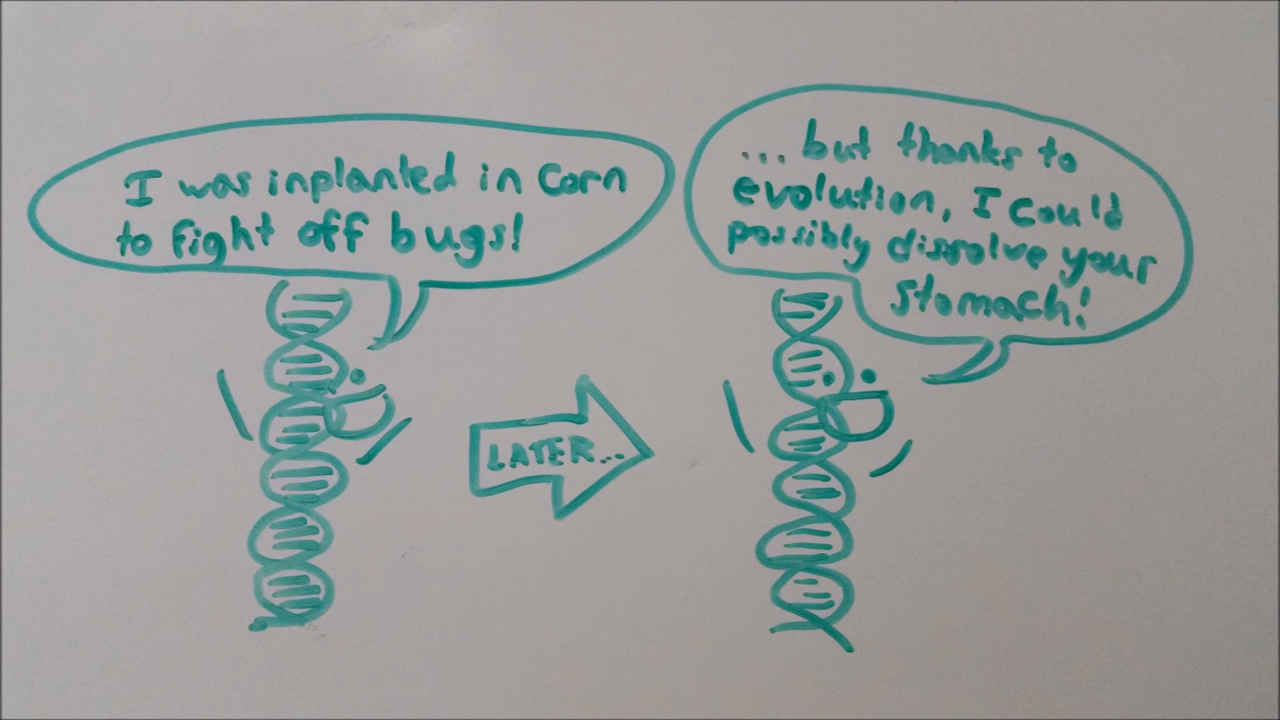 I was inplanted in corn
to fight off bugs!
LATER...
... but thanks to
evolution, I could
possibly dissolve your
stomach!